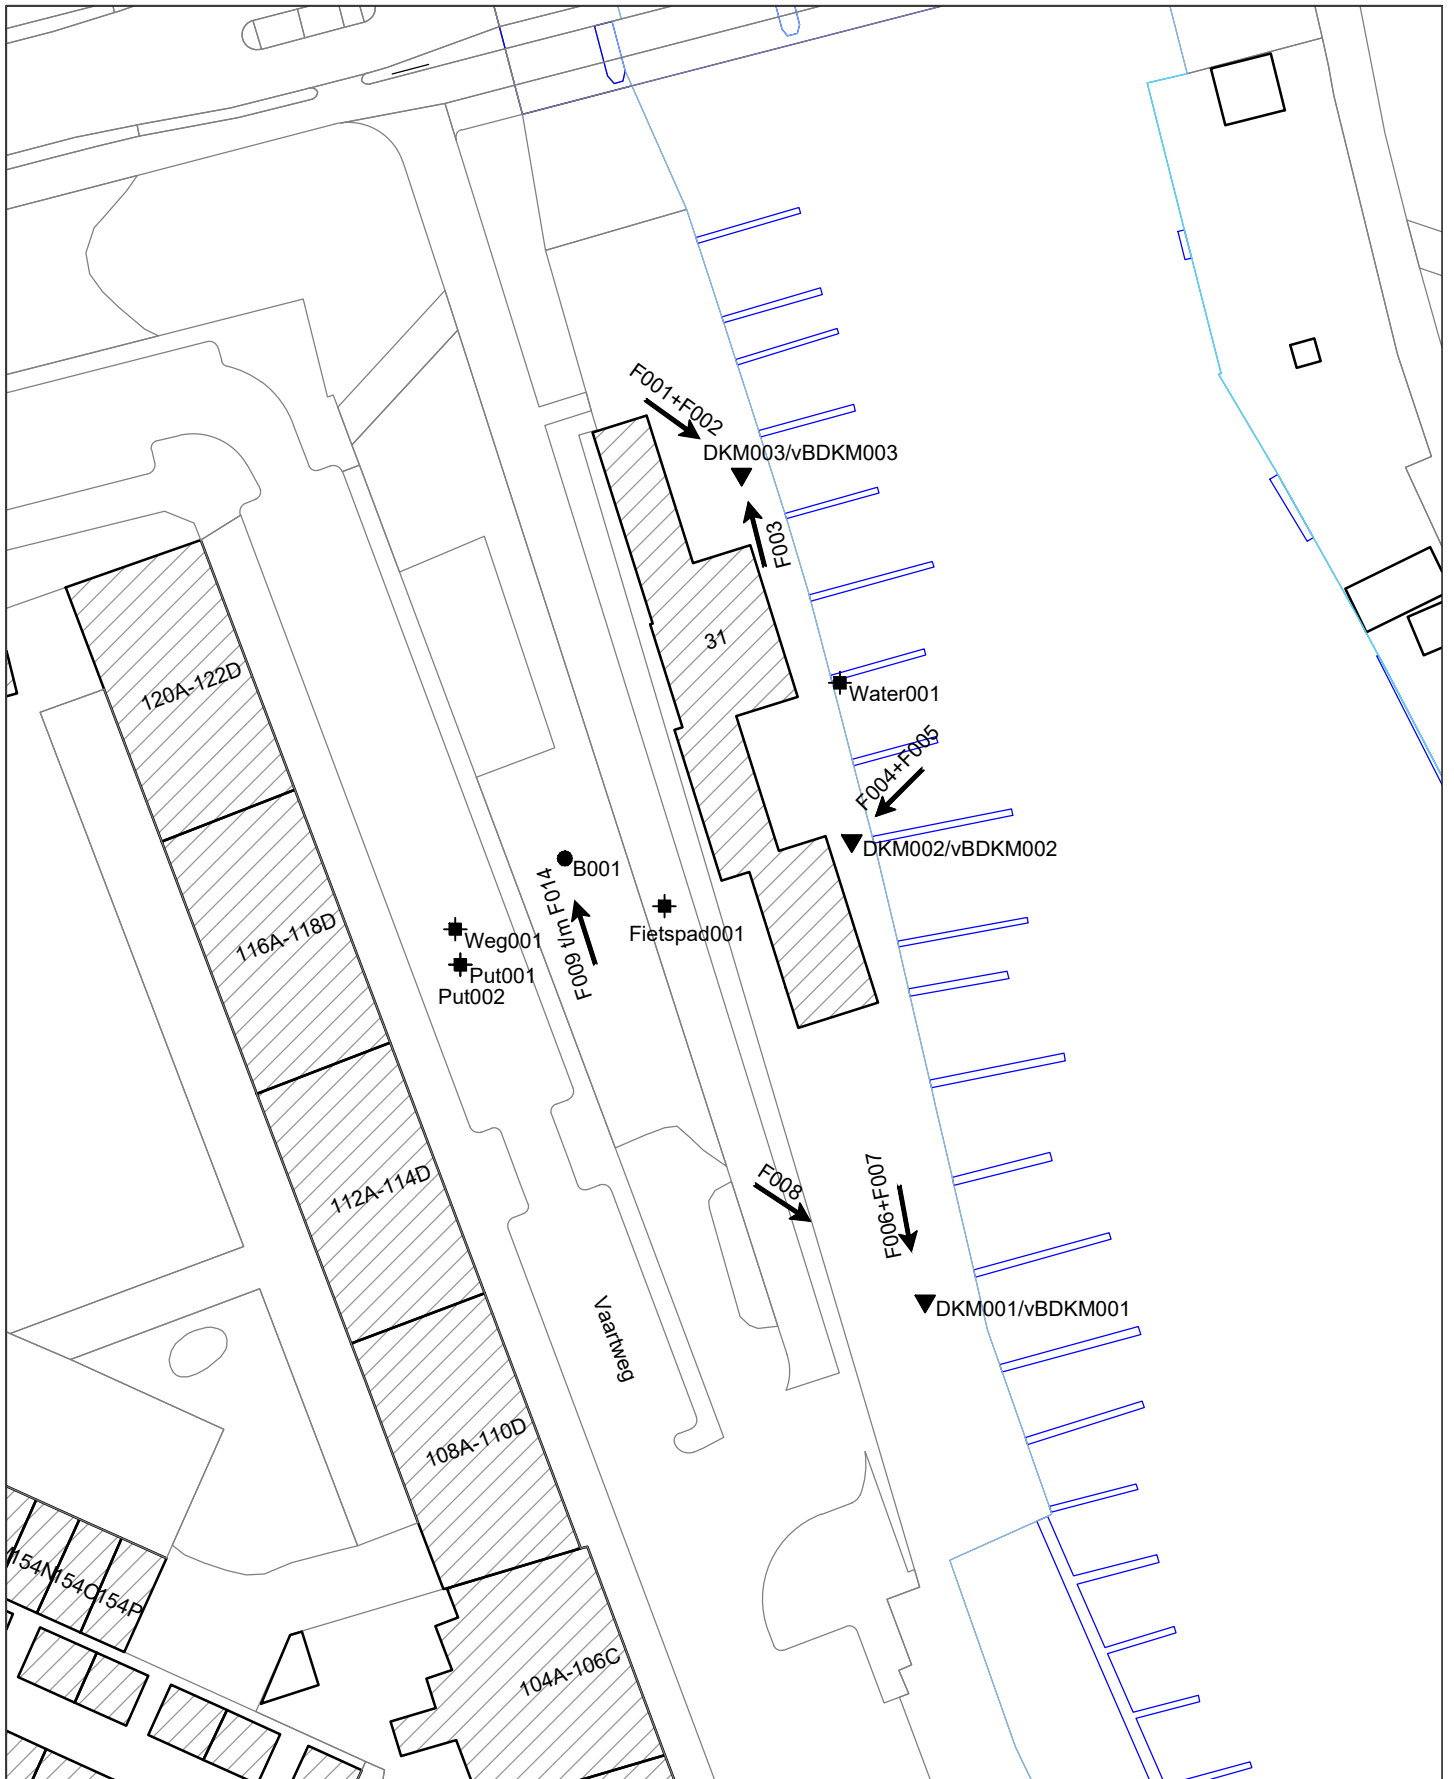 F001+F002
DKM003/vBDKM003
F003
31
120A-122D
Water001
F004+F005
DKM002/vBDKM002
B001
F009 t/m F014
116A-118D
Weg001
Fietspad001
Put001
Put002
112A-114D
F008
F006+F007
DKM001/vBDKM001
Vaartweg
108A-110D
154N
154O
154P
104A-106C